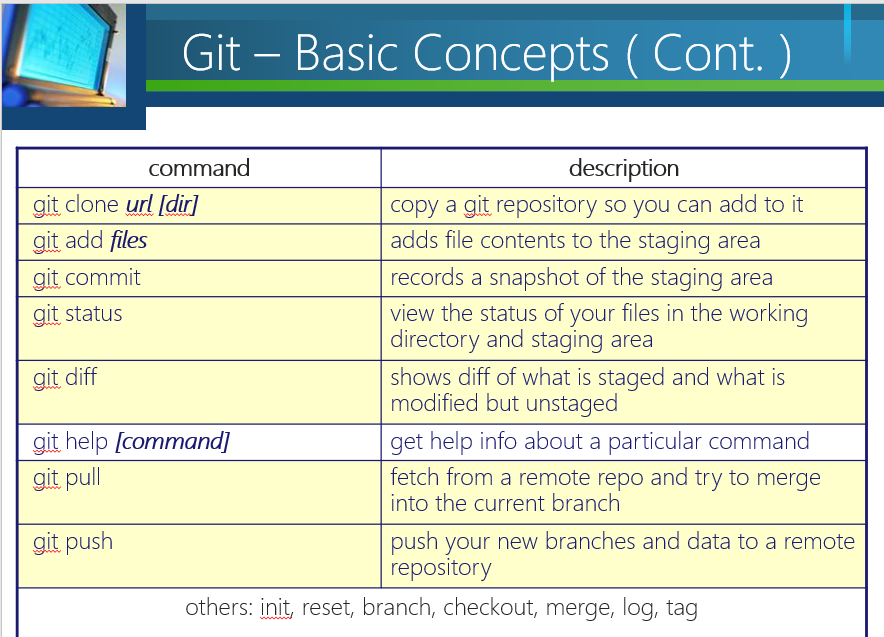 Git – Basic Concepts ( Cont. )
command
description
git clone url [dir]
copy a git repository so you can add to it
git add files
adds file contents to the staging area
git commit
records a snapshot of the staging area
git status
view the status of your files in the working
directory and staging area
git diff
shows diff of what is staged and what is
modified but unstaged
git help [command]
get help info about a particular command
git pull
fetch from a remote repo and try to merge
into the current branch
git push
push your new branches and data to a remote
repository
others: init, reset, branch, checkout, merge, log, tag